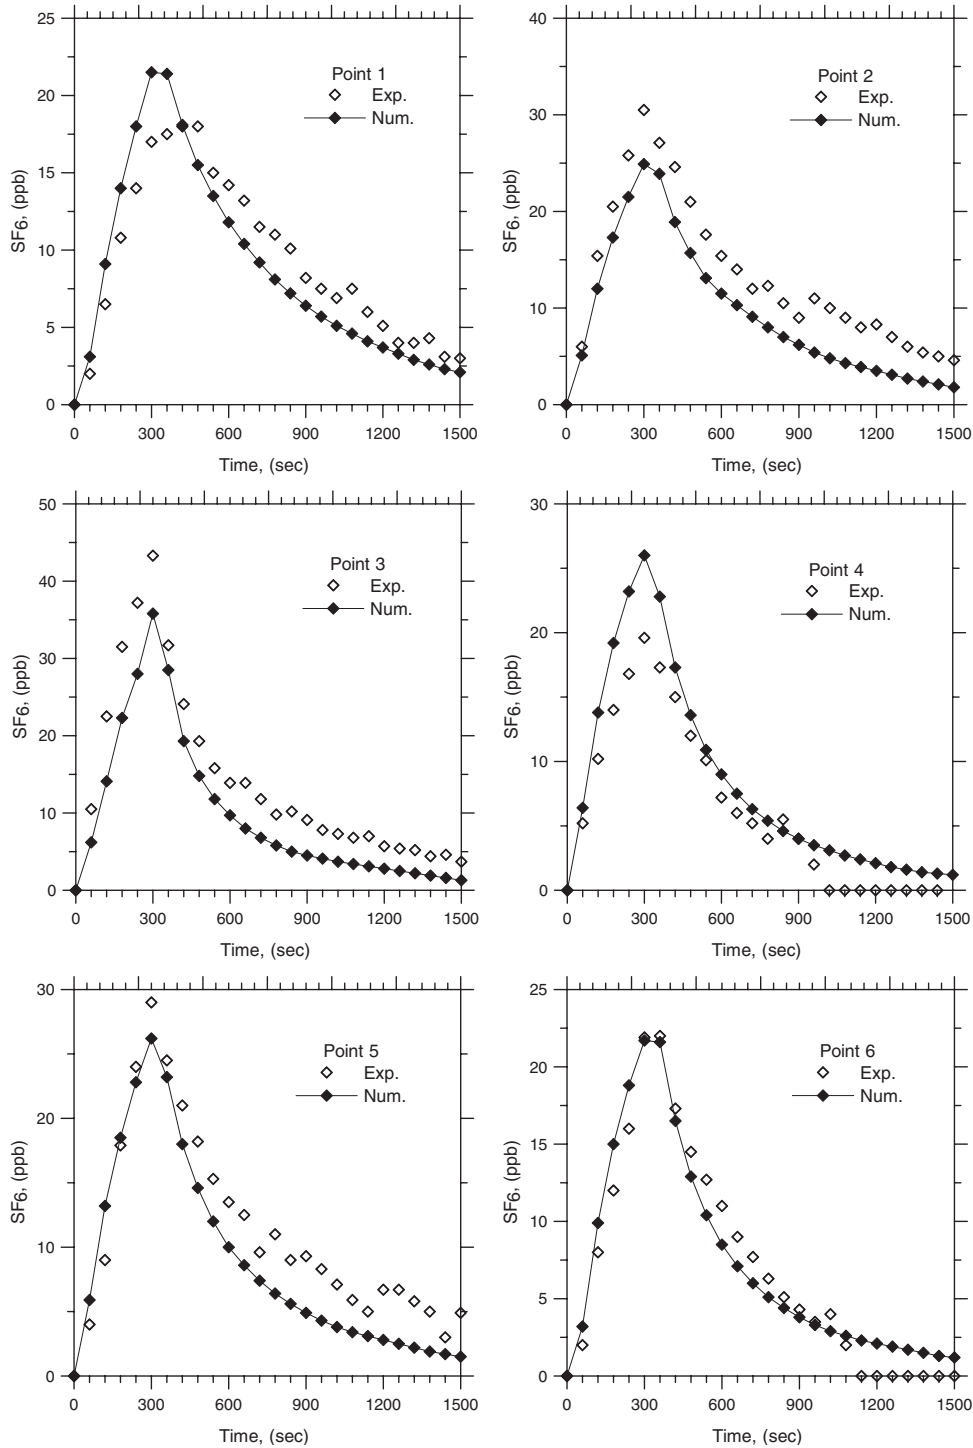 25
20
15
10
5
0
SF6, (ppb)
Point 1
Exp.
Num.
0 300 600 900 1200 1500
Time, (sec)
40
30
20
10
0
SF6, (ppb)
Point 2
Exp.
Num.
0 300 600 900 1200 1500
Time, (sec)
50
40
30
20
10
0
SF6, (ppb)
Point 3
Exp.
Num.
0 300 600 900 1200 1500
Time, (sec)
30
20
10
0
SF6, (ppb)
Point 4
Exp.
Num.
0 300 600 900 1200 1500
Time, (sec)
30
20
10
0
SF6, (ppb)
Point 5
Exp.
Num.
0 300 600 900 1200 1500
Time, (sec)
25
20
15
10
5
0
SF6, (ppb)
Point 6
Exp.
Num.
0 300 600 900 1200 1500
Time, (sec)